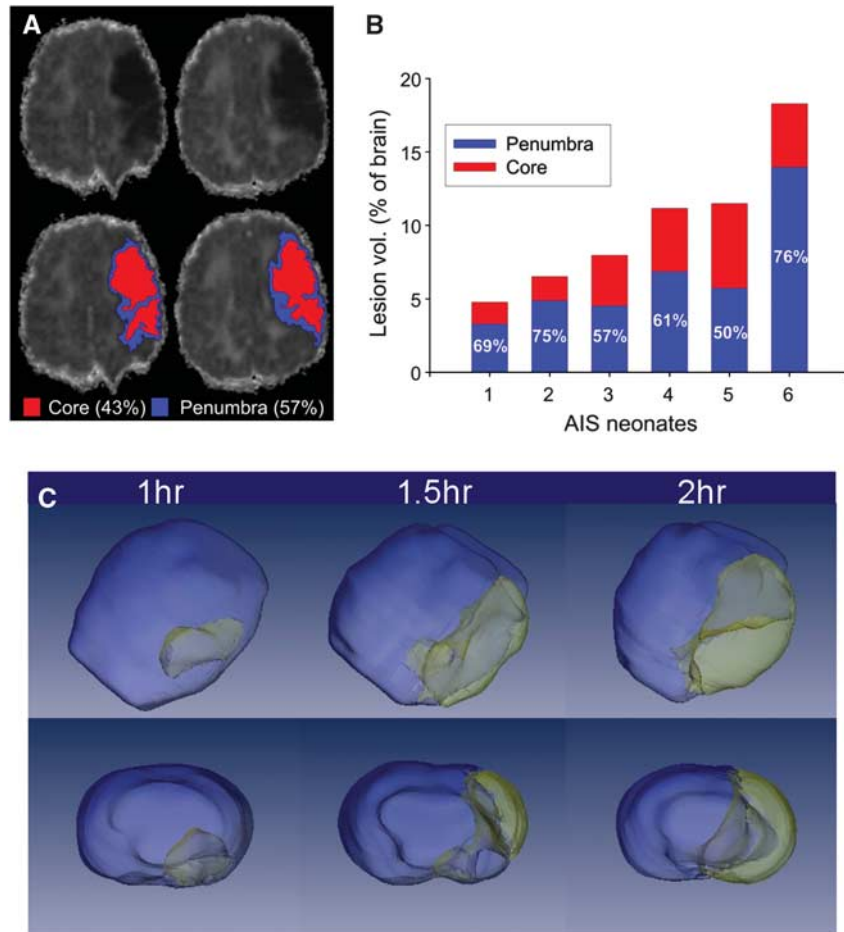 A
Core (43%) Penumbra (57%)
B
Lesion vol. (% of brain)
20
15
10
5
0
Penumbra
Core
69%
75%
57%
61%
50%
76%
1 2 3 4 5 6
AIS neonates
C
1hr 1.5hr 2hr